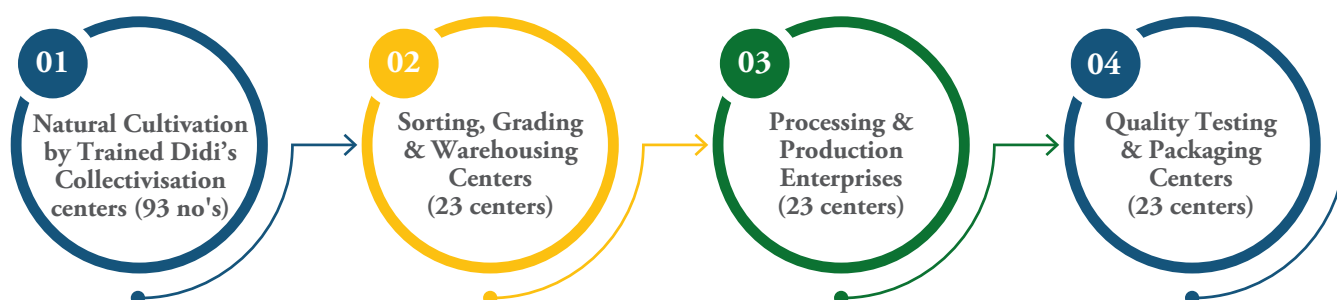 01
Natural Cultivation
by Trained Didi’s
Collectivisation
centers (93 no's)
02
Sorting, Grading
& Warehousing
Centers
(23 centers)
03
Processing &
Production
Enterprises
(23 centers)
04
Quality Testing
& Packaging
Centers
(23 centers)